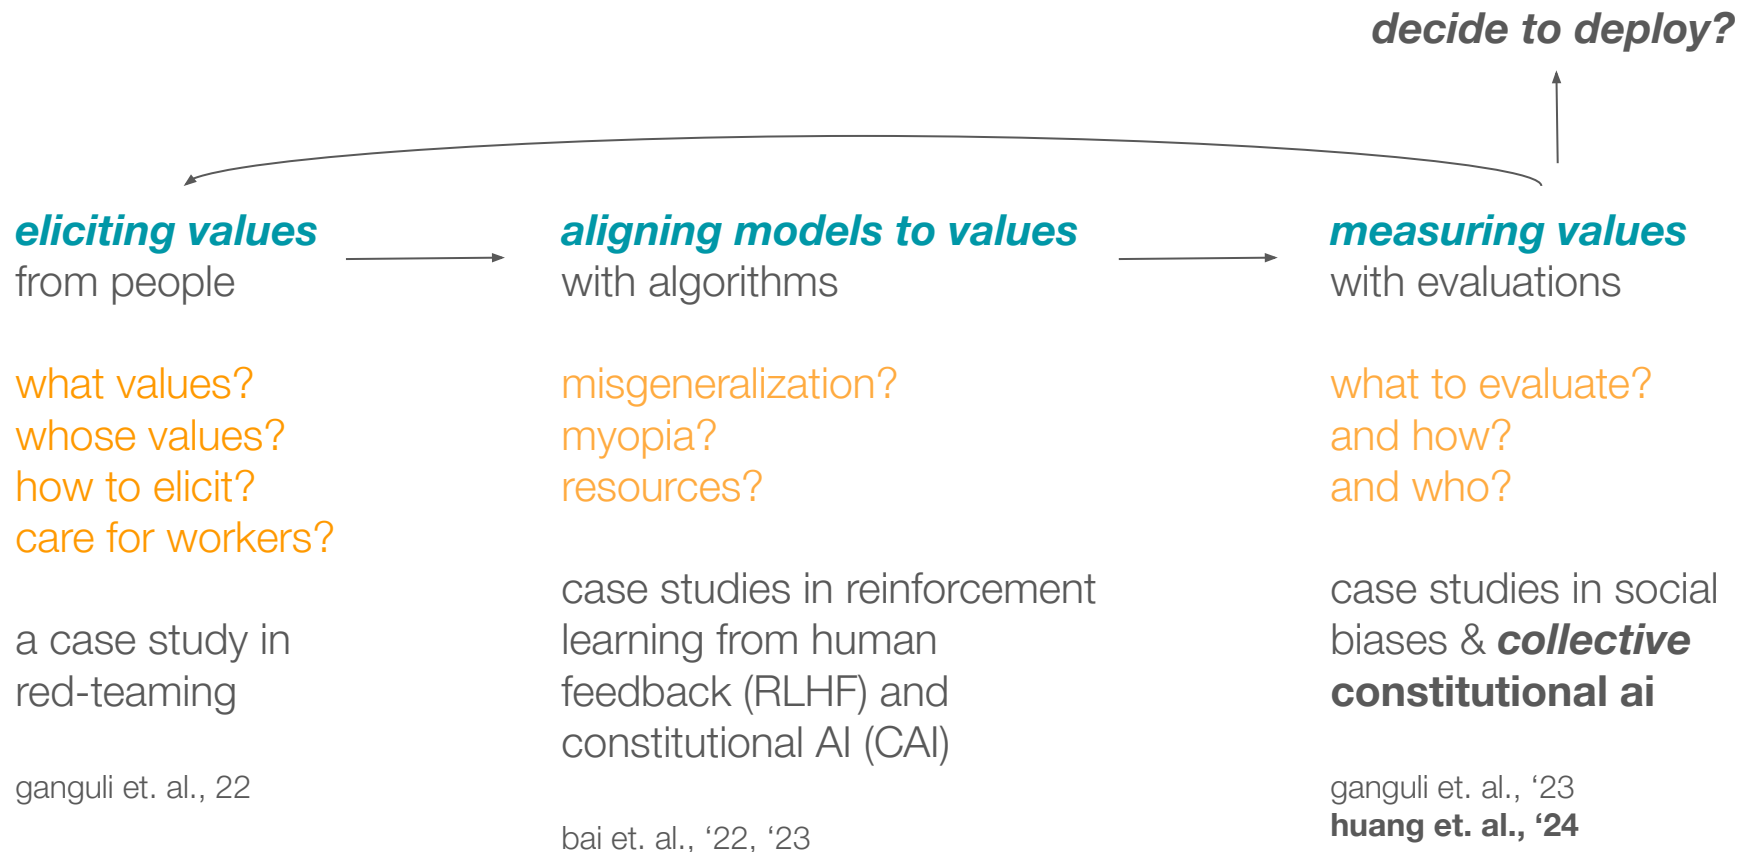 decide to deploy?
eliciting values
from people
what values?
whose values?
how to elicit?
care for workers?
a case study in
red-teaming
ganguli et. al., 22
aligning models to values
with algorithms
misgeneralization?
myopia?
resources?
case studies in reinforcement
learning from human
feedback (RLHF) and
constitutional AI (CAI)
bai et. al., ‘22, ‘23
measuring values
with evaluations
what to evaluate?
and how?
and who?
case studies in social
biases & collective
constitutional ai
ganguli et. al., ‘23
huang et. al., ‘24